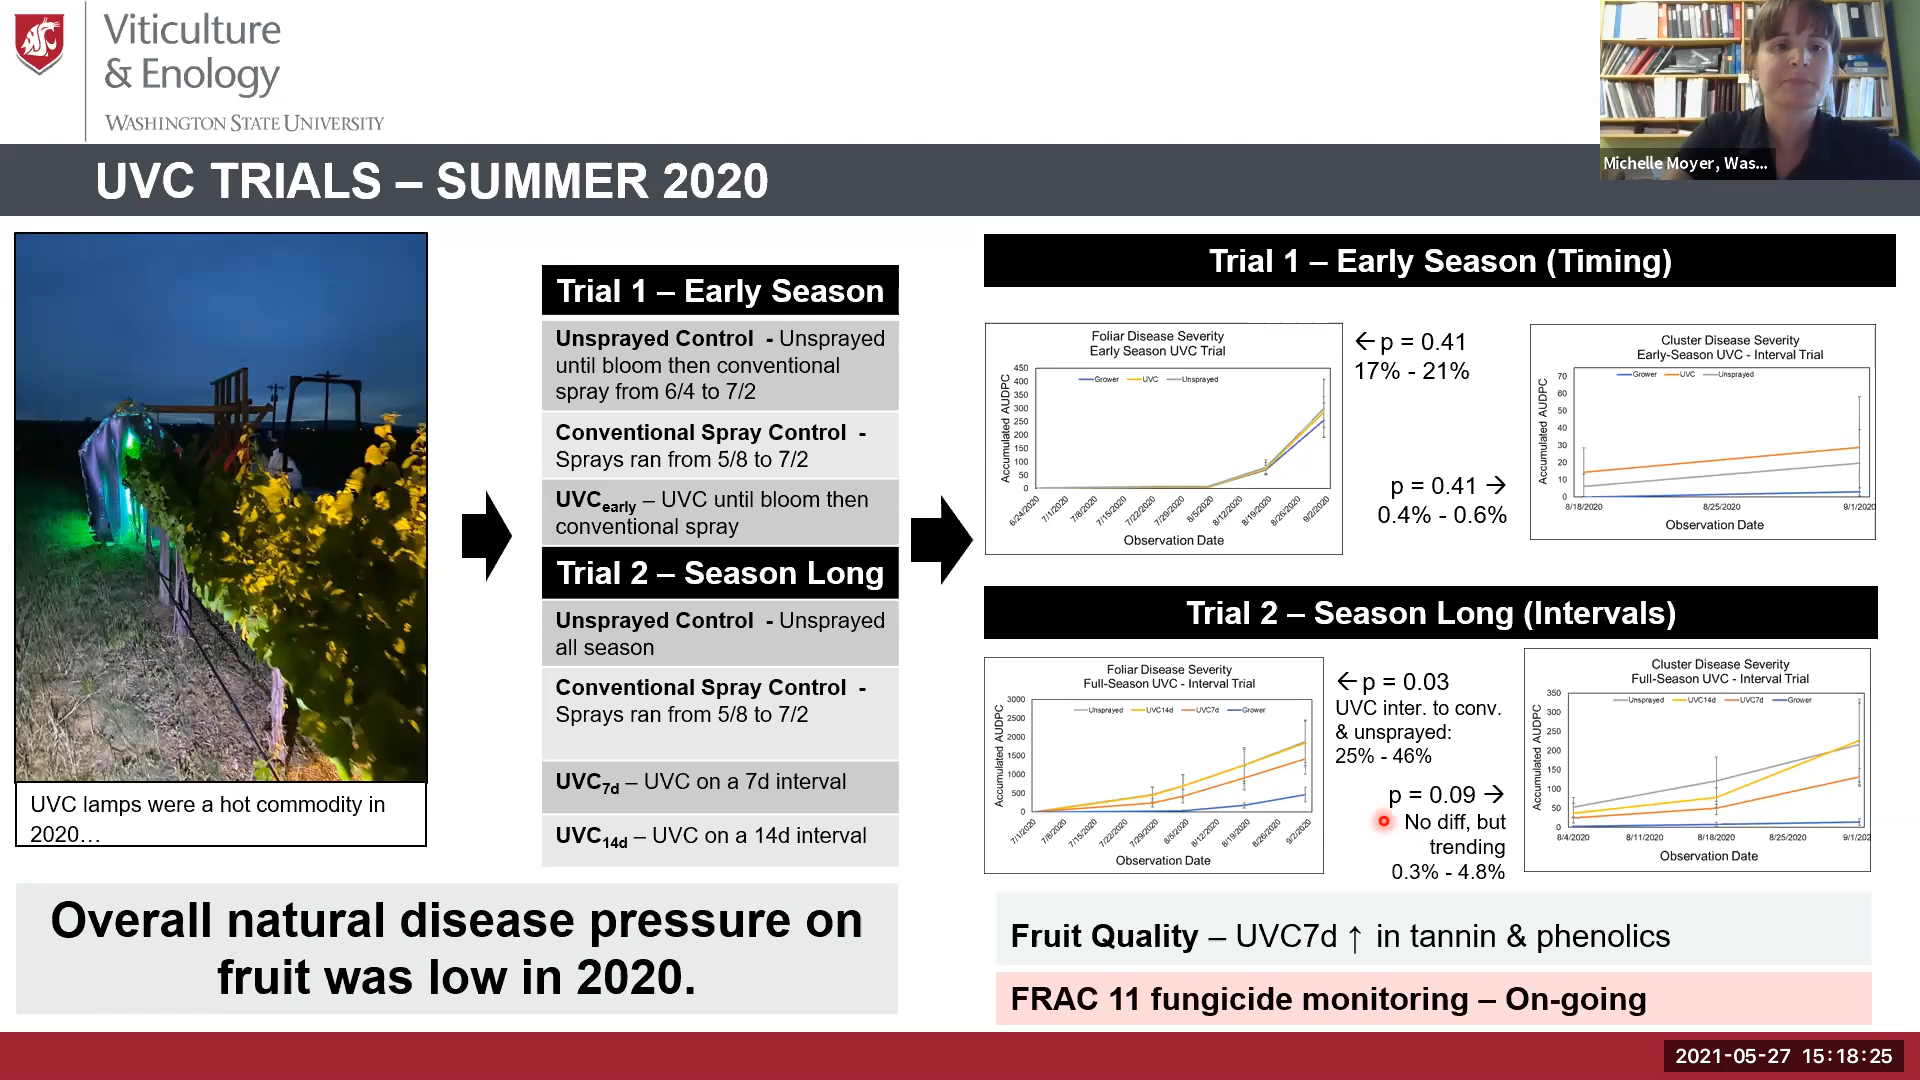 Viticulture
& Enology
WASHINGTON STATE UNIVERSITY
UVC TRIALS – SUMMER 2020
Michelle Moyer, Was...
UVC lamps were a hot commodity in
2020…
Trial 1 – Early Season
Unsprayed Control - Unsprayed
until bloom then conventional
spray from 6/4 to 7/2
Conventional Spray Control -
Sprays ran from 5/8 to 7/2
UVCearly – UVC until bloom then
conventional spray
Trial 2 – Season Long
Unsprayed Control - Unsprayed
all season
Conventional Spray Control -
Sprays ran from 5/8 to 7/2
UVC7d – UVC on a 7d interval
UVC14d – UVC on a 14d interval
Overall natural disease pressure on
fruit was low in 2020.
Trial 1 – Early Season (Timing)
Foliar Disease Severity
Early Season UVC Trial
Grower UVC Unsprayed
Accumulated AUDPC
450
400
350
300
250
200
150
100
50
0
6/24/2020 7/1/2020 7/8/2020 7/15/2020 7/22/2020 7/29/2020 8/5/2020 8/12/2020 8/19/2020 8/26/2020 9/2/2020
Observation Date
←p = 0.41
17% - 21%
p = 0.41 →
0.4% - 0.6%
Cluster Disease Severity
Early-Season UVC - Interval Trial
Grower UVC Unsprayed
Accumulated AUDPC
70
60
50
40
30
20
10
0
8/18/2020 8/25/2020 9/1/2020
Observation Date
Trial 2 – Season Long (Intervals)
Foliar Disease Severity
Full-Season UVC - Interval Trial
Unsprayed UVC14d UVC7d Grower
Accumulated AUDPC
3000
2500
2000
1500
1000
500
0
7/1/2020 7/8/2020 7/15/2020 7/22/2020 7/29/2020 8/5/2020 8/12/2020 8/19/2020 8/26/2020 9/2/2020
Observation Date
←p = 0.03
UVC inter. to conv.
& unsprayed:
25% - 46%
p = 0.09 →
No diff, but
trending
0.3% - 4.8%
Cluster Disease Severity
Full-Season UVC - Interval Trial
Unsprayed UVC14d UVC7d Grower
Accumulated AUDPC
350
300
250
200
150
100
50
0
8/4/2020 8/11/2020 8/18/2020 8/25/2020 9/1/202
Observation Date
Fruit Quality – UVC7d ↑ in tannin & phenolics
FRAC 11 fungicide monitoring – On-going
2021-05-27 15:18:25